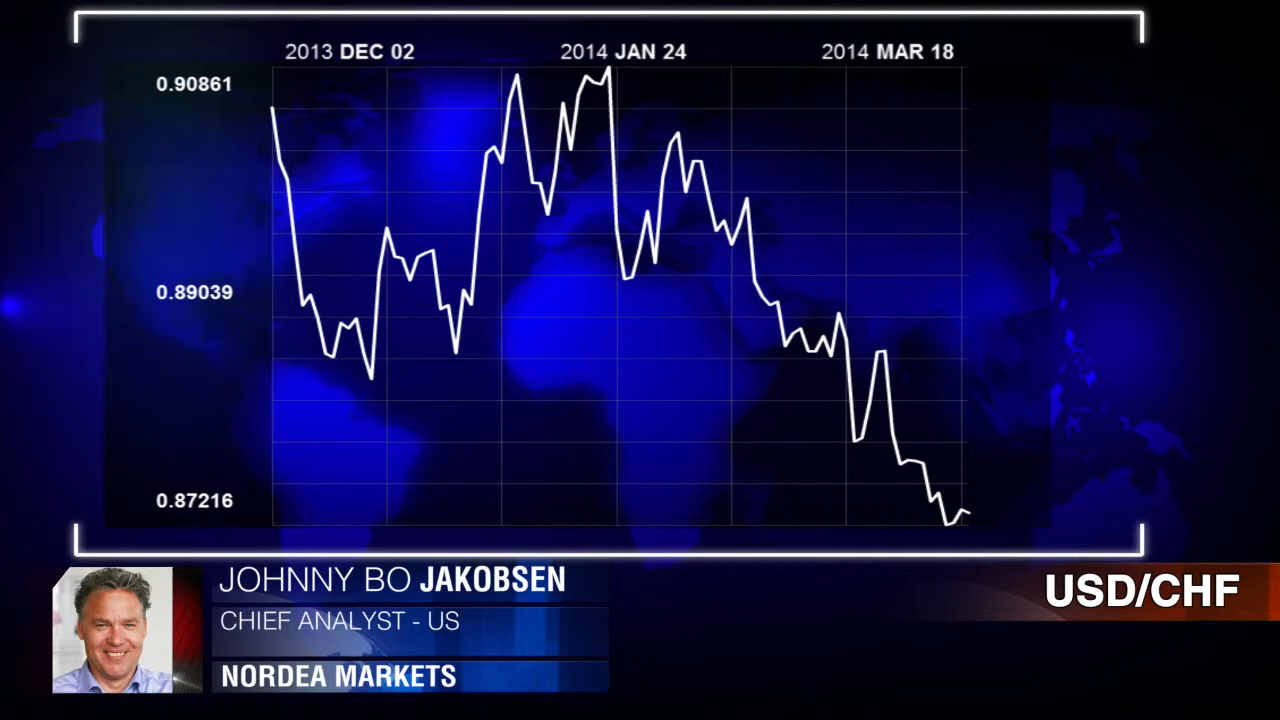 2013 DEC 02 2014 JAN 24 2014 MAR 18
0.90861
0.89039
0.87216
JOHNNY BO JAKOBSEN
CHIEF ANALYST - US
NORDEA MARKETS
USD/CHF